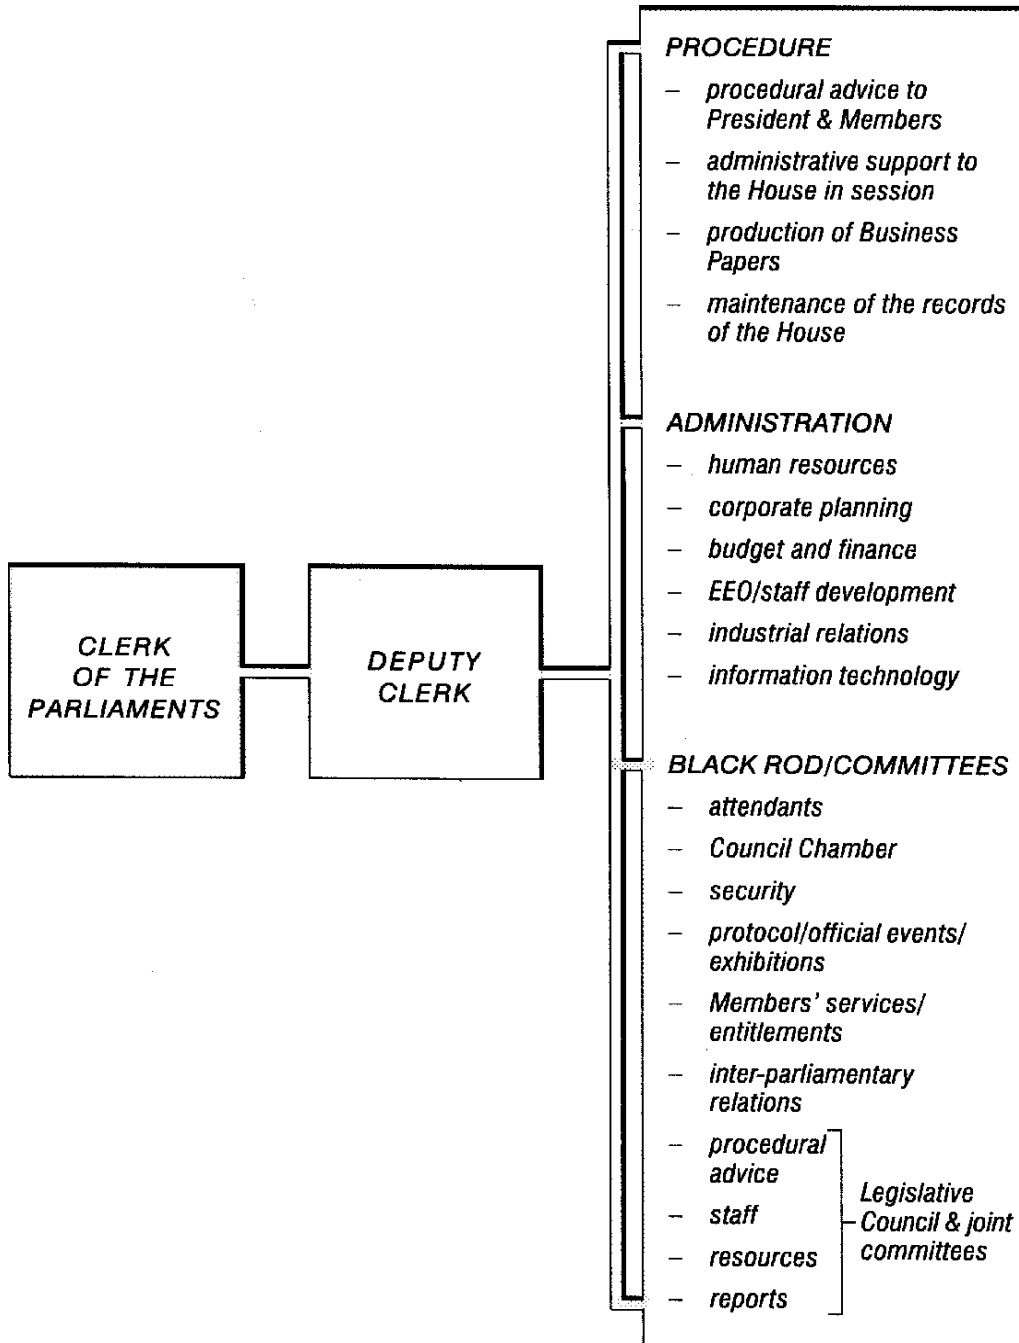 CLERK
OF THE
PARLIAMENTS
DEPUTY
CLERK
PROCEDURE
– procedural advice to
President & Members
– administrative support to
the House in session
– production of Business
Papers
– maintenance of the records
of the House
ADMINISTRATION
– human resources
– corporate planning
– budget and finance
– EEO/staff development
– industrial relations
– information technology
BLACK ROD/COMMITTEES
– attendants
– Council Chamber
– security
– protocol/official events/
exhibitions
– Members' services/
entitlements
– inter-parliamentary
relations
– procedural
advice
– staff
– resources
– reports
Legislative
Council & joint
committees